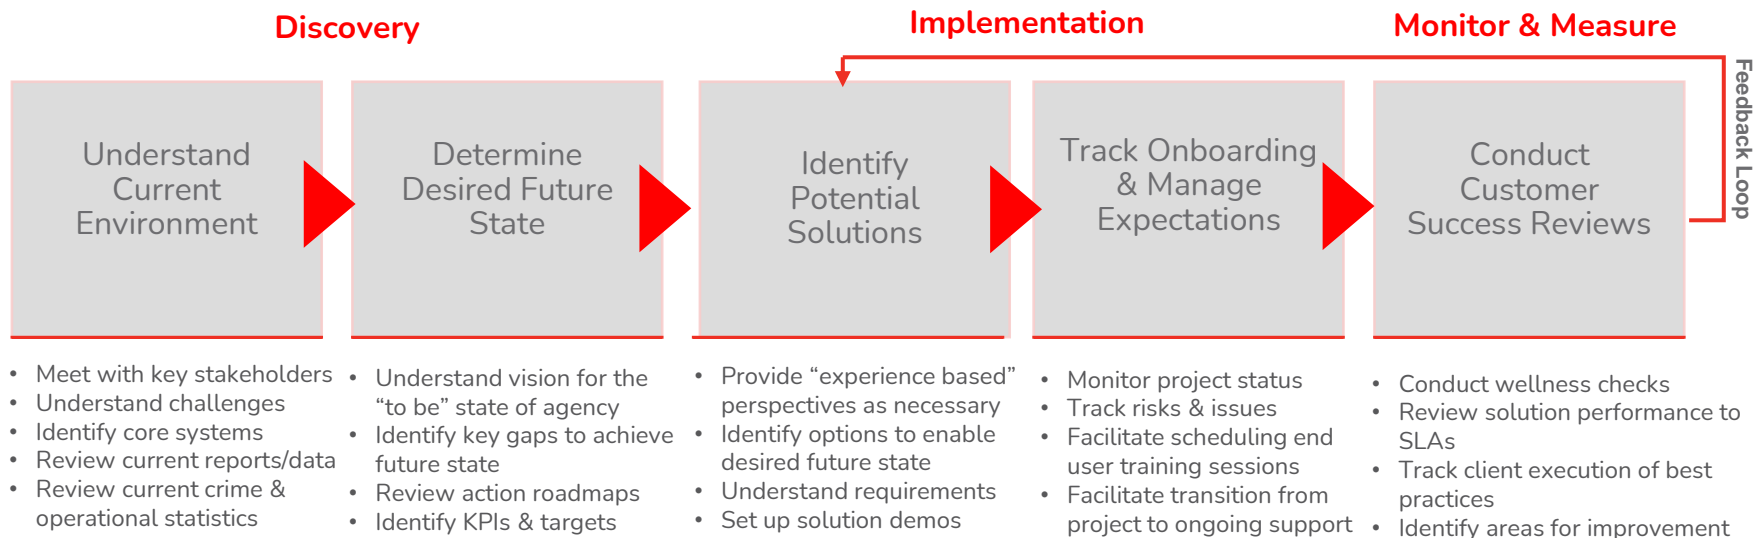 Discovery
Implementation
Monitor & Measure
Feedback Loop
Understand
Current
Environment
Determine
Desired Future
State
Identify
Potential
Solutions
Track Onboarding
& Manage
Expectations
Conduct
Customer
Success Reviews
• Meet with key stakeholders
• Understand challenges
• Identify core systems
• Review current reports/data
• Review current crime &
operational statistics
• Understand vision for the
“to be” state of agency
• Identify key gaps to achieve
future state
• Review action roadmaps
• Identify KPIs & targets
• Provide “experience based”
perspectives as necessary
• Identify options to enable
desired future state
• Understand requirements
• Set up solution demos
• Monitor project status
• Track risks & issues
• Facilitate scheduling end
user training sessions
• Facilitate transition from
project to ongoing support
• Conduct wellness checks
• Review solution performance to
SLAs
• Track client execution of best
practices
• Identify areas for improvement